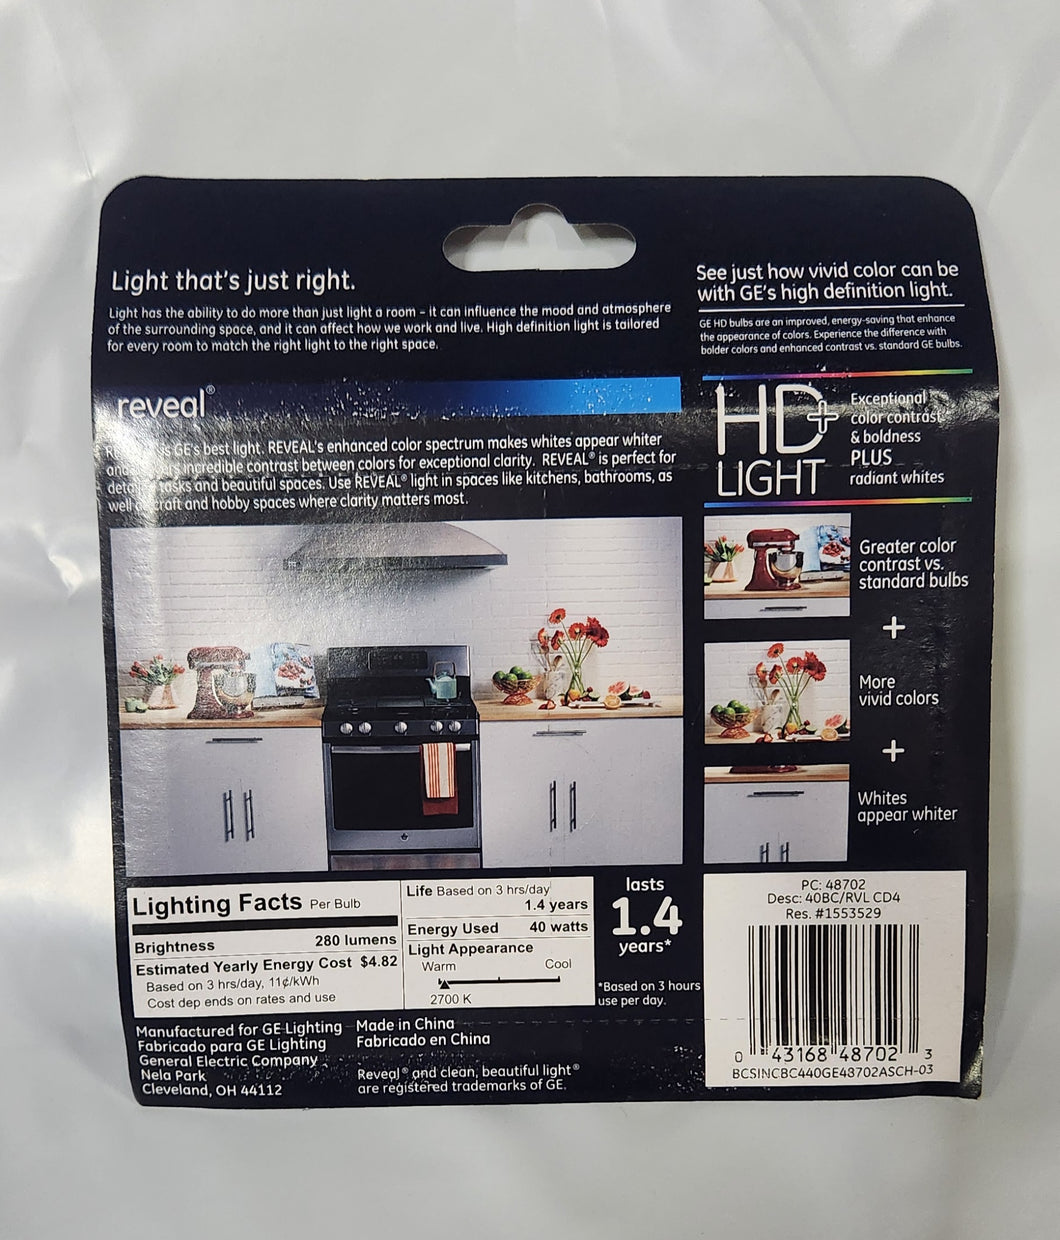 Light that's just right.
Light has the ability to do more than just light a room – it can influence the mood and atmosphere
of the surrounding space, and it can affect how we work and live. High definition light is tailored
for every room to match the right light to the right space.
See just how vivid color can be
with GE's high definition light.
GE HD bulbs are an improved, energy-saving that enhance
the appearance of colors. Experience the difference with
bolder colors and enhanced contrast vs. standard GE bulbs.
reveal®
GE's best light. REVEAL's enhanced color spectrum makes whites appear whiter
and incredible contrast between colors for exceptional clarity. REVEAL® is perfect for
tasks and beautiful spaces. Use REVEAL® light in spaces like kitchens, bathrooms, as
well craft and hobby spaces where clarity matters most.
HD+
LIGHT
Exceptional
color contrast
& boldness
PLUS
radiant whites
Greater color
contrast vs.
standard bulbs
+
More
vivid colors
+
Whites
appear whiter
Lighting Facts Per Bulb
Brightness 280 lumens
Estimated Yearly Energy Cost $4.82
Based on 3 hrs/day, 11¢/kWh
Cost dep ends on rates and use
Life Based on 3 hrs/day
1.4 years
Energy Used 40 watts
Light Appearance
Warm Cool
2700 K
lasts
1.4
years*
*Based on 3 hours
use per day.
PC: 48702
Desc: 40BC/RVL CD4
Res. #1553529
0 43168 48702 3
BCSINCBC440GE48702ASCH-03
Manufactured for GE Lighting
Fabricado para GE Lighting
General Electric Company
Nela Park
Cleveland, OH 44112
Made in China
Fabricado en China
Reveal® and clean, beautiful light®
are registered trademarks of GE.